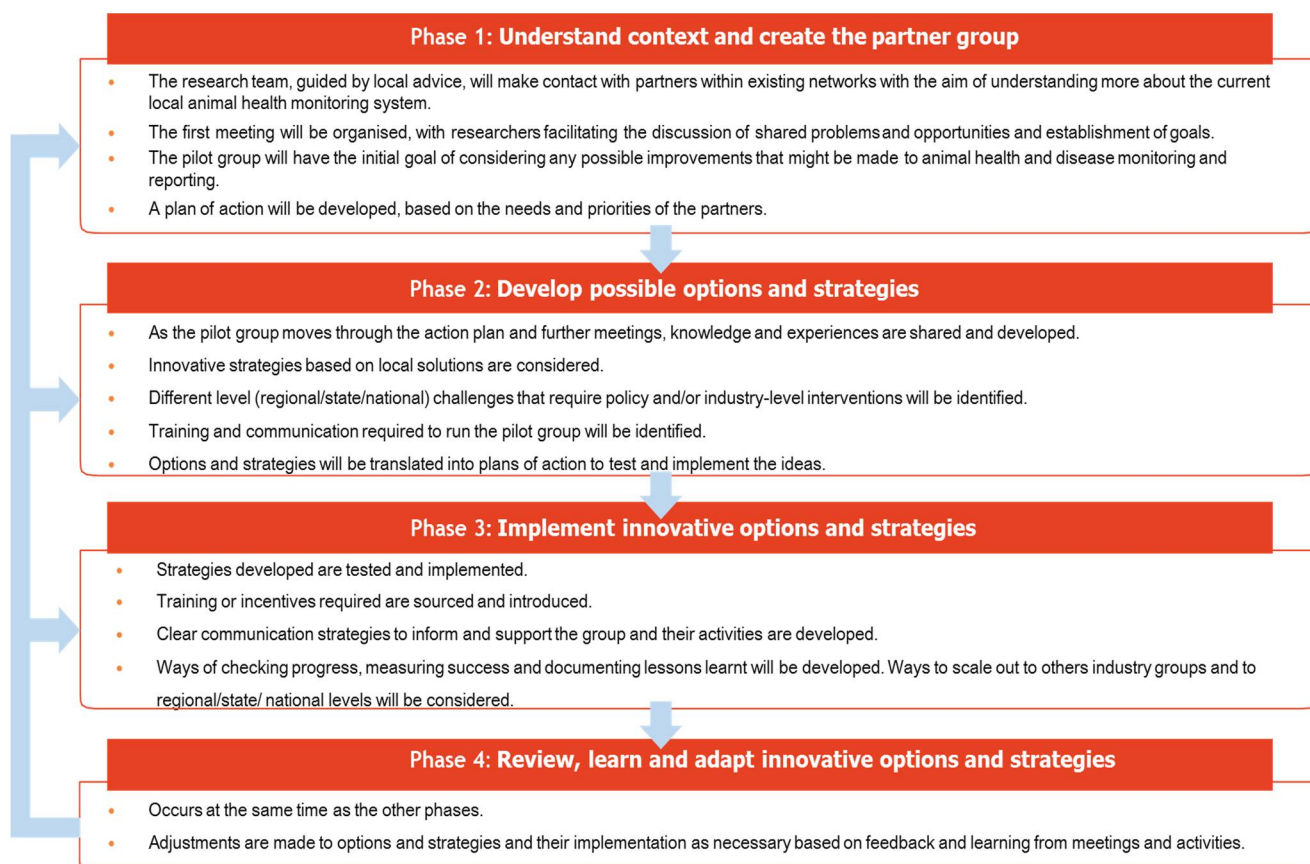 Phase 1: Understand context and create the partner group
• The research team, guided by local advice, will make contact with partners within existing networks with the aim of understanding more about the current
local animal health monitoring system.
• The first meeting will be organised, with researchers facilitating the discussion of shared problems and opportunities and establishment of goals.
• The pilot group will have the initial goal of considering any possible improvements that might be made to animal health and disease monitoring and
reporting.
• A plan of action will be developed, based on the needs and priorities of the partners.
Phase 2: Develop possible options and strategies
• As the pilot group moves through the action plan and further meetings, knowledge and experiences are shared and developed.
• Innovative strategies based on local solutions are considered.
• Different level (regional/state/national) challenges that require policy and/or industry-level interventions will be identified.
• Training and communication required to run the pilot group will be identified.
• Options and strategies will be translated into plans of action to test and implement the ideas.
Phase 3: Implement innovative options and strategies
• Strategies developed are tested and implemented.
• Training or incentives required are sourced and introduced.
• Clear communication strategies to inform and support the group and their activities are developed.
• Ways of checking progress, measuring success and documenting lessons learnt will be developed. Ways to scale out to others industry groups and to
regional/state/ national levels will be considered.
Phase 4: Review, learn and adapt innovative options and strategies
• Occurs at the same time as the other phases.
• Adjustments are made to options and strategies and their implementation as necessary based on feedback and learning from meetings and activities.